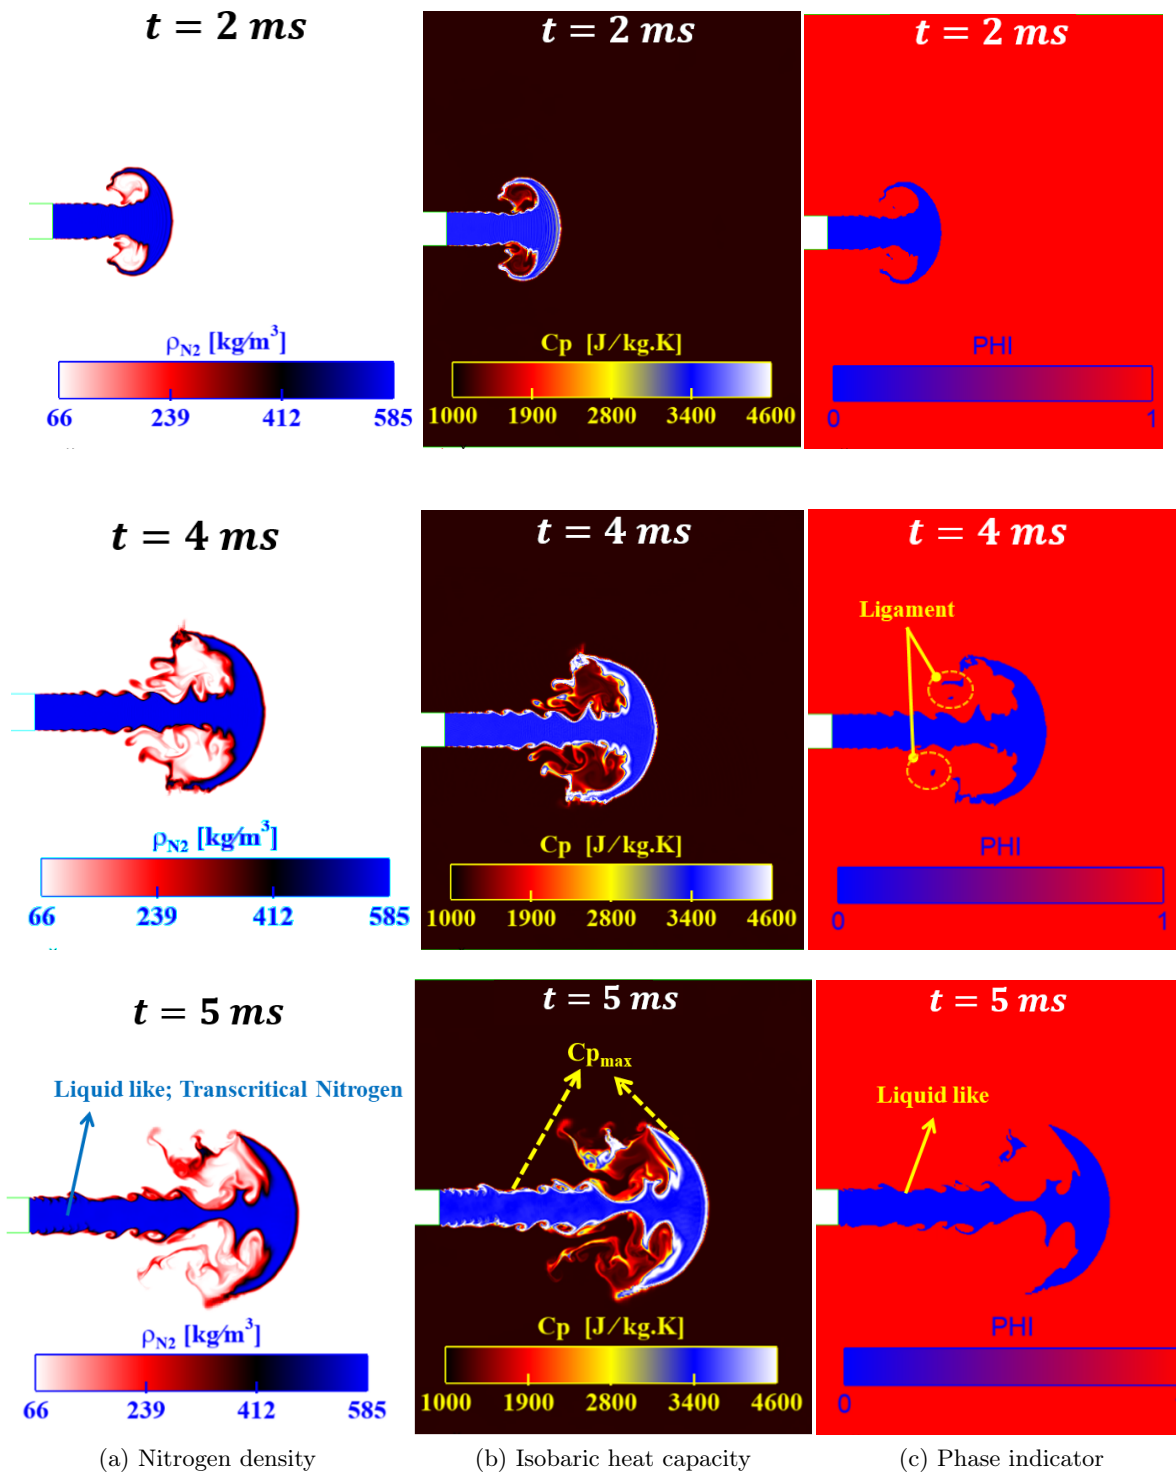 t = 2 ms
t = 2 ms
t = 2 ms
ρN2 [kg/m³]
66 239 412 585
Cp [J/kg.K]
1000 1900 2800 3400 4600
PHI
0 1
t = 4 ms
t = 4 ms
t = 4 ms
Ligament
ρN2 [kg/m³]
66 239 412 585
Cp [J/kg.K]
1000 1900 2800 3400 4600
PHI
0 1
t = 5 ms
t = 5 ms
t = 5 ms
Liquid like; Transcritical Nitrogen
Cpmax
Liquid like
ρN2 [kg/m³]
66 239 412 585
Cp [J/kg.K]
1000 1900 2800 3400 4600
PHI
0
(a) Nitrogen density
(b) Isobaric heat capacity
(c) Phase indicator